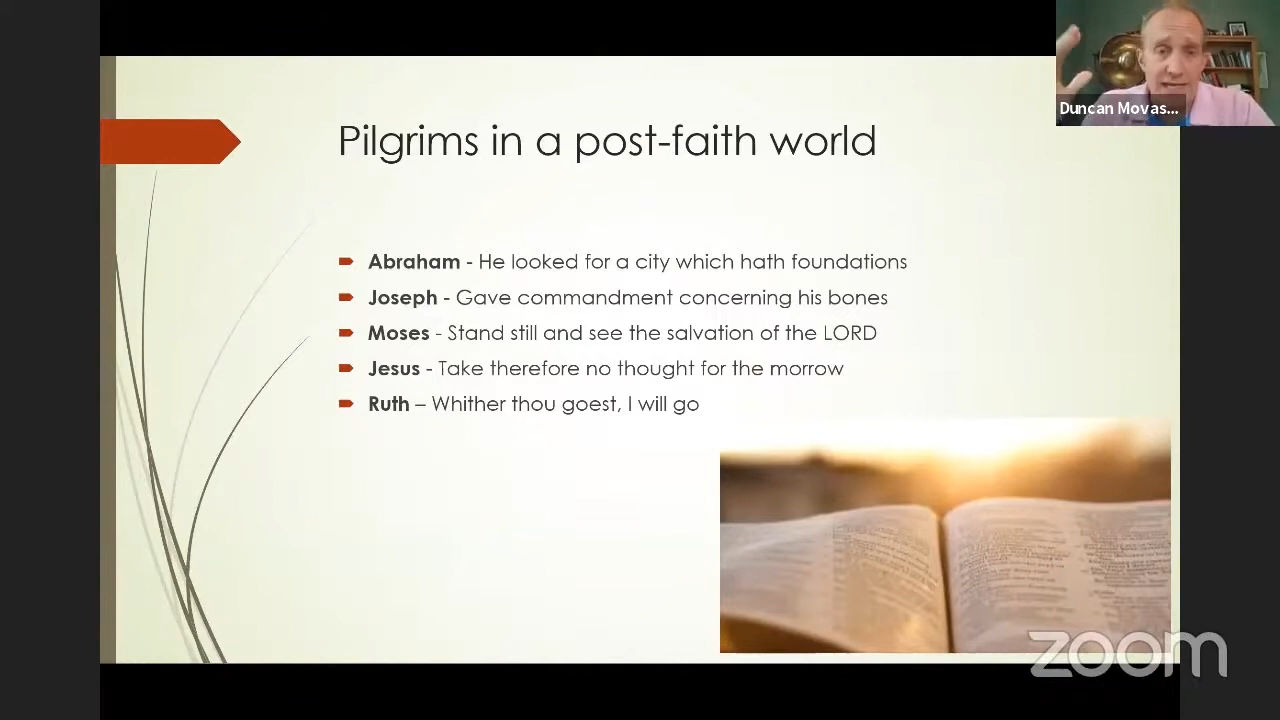 Duncan Movas...
Pilgrims in a post-faith world
Abraham - He looked for a city which hath foundations
Joseph - Gave commandment concerning his bones
Moses - Stand still and see the salvation of the LORD
Jesus - Take therefore no thought for the morrow
Ruth – Whither thou goest, I will go
zoom